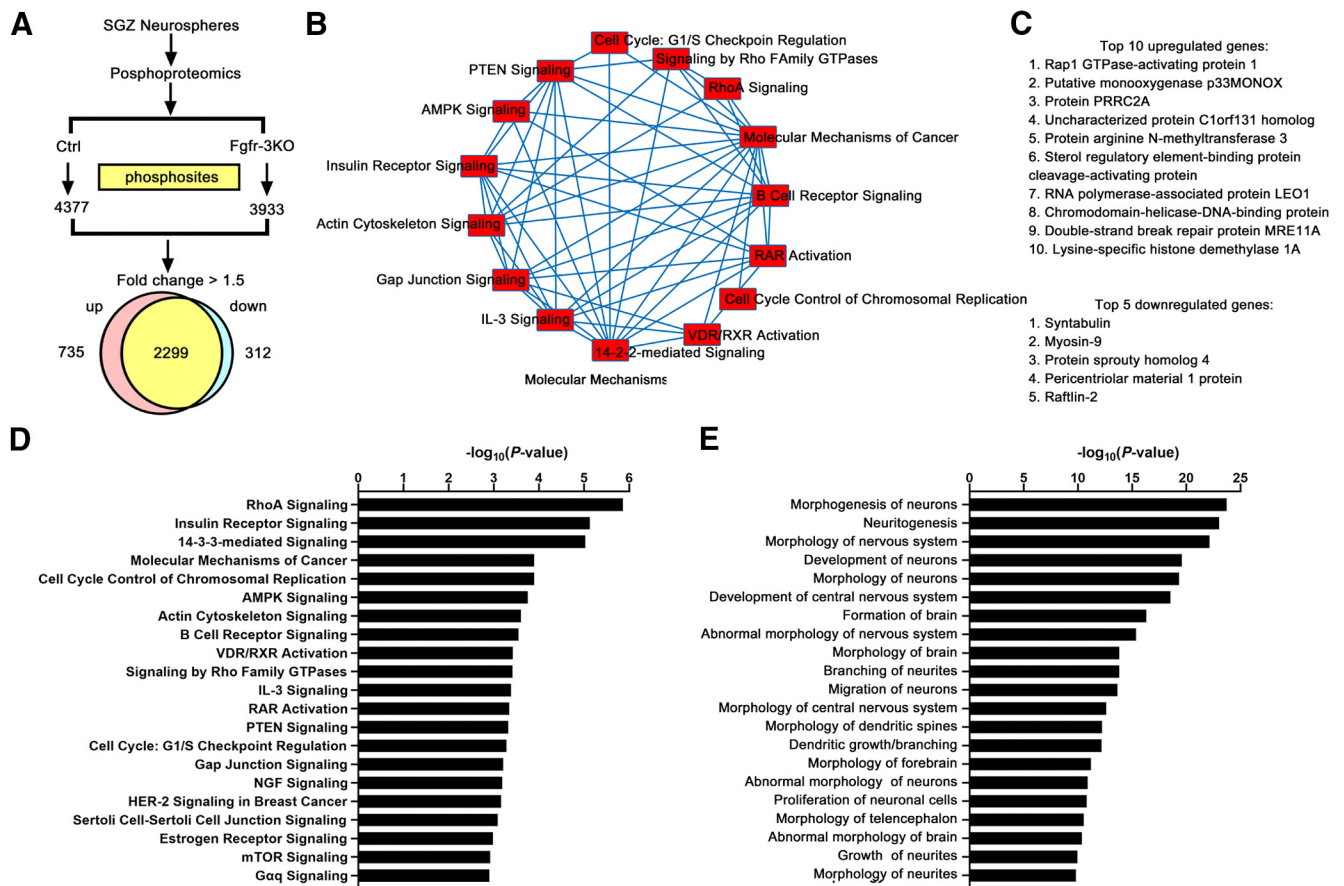 A
SGZ Neurospheres
Posphoproteomics
Ctrl
Fgfr-3KO
phosphosites
4377
3933
Fold change > 1.5
up
down
735
2299
312
B
Cell Cycle: G1/S Checkpoin Regulation
Signaling by Rho FAmily GTPases
PTEN Signaling
RhoA Signaling
AMPK Signaling
Molecular Mechanisms of Cancer
Insulin Receptor Signaling
B Cell Receptor Signaling
Actin Cytoskeleton Signaling
RAR Activation
Gap Junction Signaling
Cell Cycle Control of Chromosomal Replication
IL-3 Signaling
VDR/RXR Activation
14-2-2-mediated Signaling
Molecular Mechanisms
C
Top 10 upregulated genes:
1. Rap1 GTPase-activating protein 1
2. Putative monooxygenase p33MONOX
3. Protein PRRC2A
4. Uncharacterized protein C1orf131 homolog
5. Protein arginine N-methyltransferase 3
6. Sterol regulatory element-binding protein
cleavage-activating protein
7. RNA polymerase-associated protein LEO1
8. Chromodomain-helicase-DNA-binding protein
9. Double-strand break repair protein MRE11A
10. Lysine-specific histone demethylase 1A
Top 5 downregulated genes:
1. Syntabulin
2. Myosin-9
3. Protein sprouty homolog 4
4. Pericentriolar material 1 protein
5. Raftlin-2
D
-log10(P-value)
0 1 2 3 4 5 6
RhoA Signaling
Insulin Receptor Signaling
14-3-3-mediated Signaling
Molecular Mechanisms of Cancer
Cell Cycle Control of Chromosomal Replication
AMPK Signaling
Actin Cytoskeleton Signaling
B Cell Receptor Signaling
VDR/RXR Activation
Signaling by Rho Family GTPases
IL-3 Signaling
RAR Activation
PTEN Signaling
Cell Cycle: G1/S Checkpoint Regulation
Gap Junction Signaling
NGF Signaling
HER-2 Signaling in Breast Cancer
Sertoli Cell-Sertoli Cell Junction Signaling
Estrogen Receptor Signaling
mTOR Signaling
Gαq Signaling
E
-log10(P-value)
0 5 10 15 20 25
Morphogenesis of neurons
Neuritogenesis
Morphology of nervous system
Development of neurons
Morphology of neurons
Development of central nervous system
Formation of brain
Abnormal morphology of nervous system
Morphology of brain
Branching of neurites
Migration of neurons
Morphology of central nervous system
Morphology of dendritic spines
Dendritic growth/branching
Morphology of forebrain
Abnormal morphology of neurons
Proliferation of neuronal cells
Morphology of telencephalon
Abnormal morphology of brain
Growth of neurites
Morphology of neurites